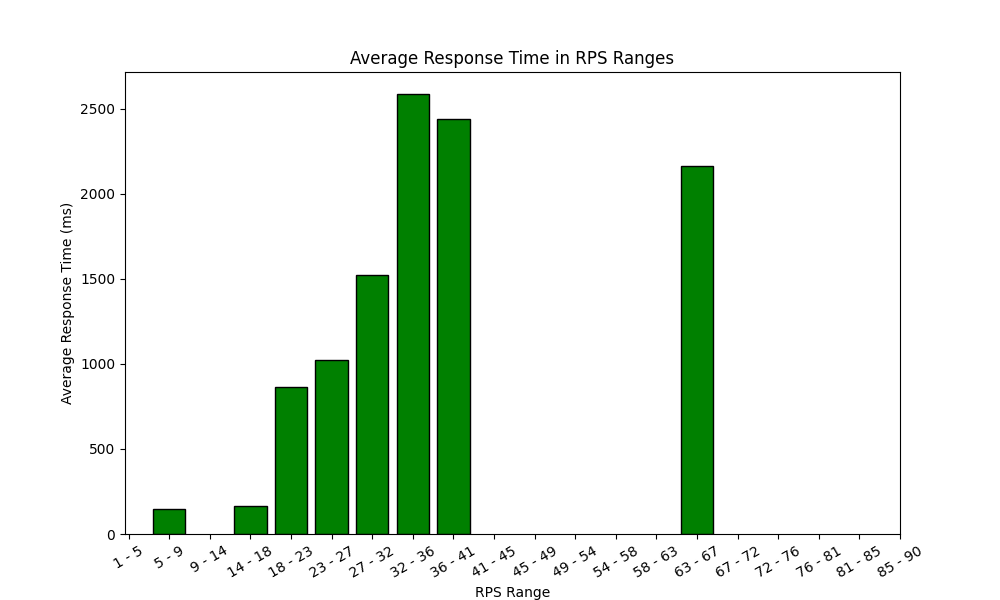 Average Response Time in RPS Ranges
Average Response Time (ms)
2500
2000
1500
1000
500
0
1 - 5
5 - 9
9 - 14
14 - 18
18 - 23
23 - 27
27 - 32
32 - 36
36 - 41
41 - 45
45 - 49
49 - 54
54 - 58
58 - 63
63 - 67
67 - 72
72 - 76
76 - 81
81 - 85
85 - 90
RPS Range